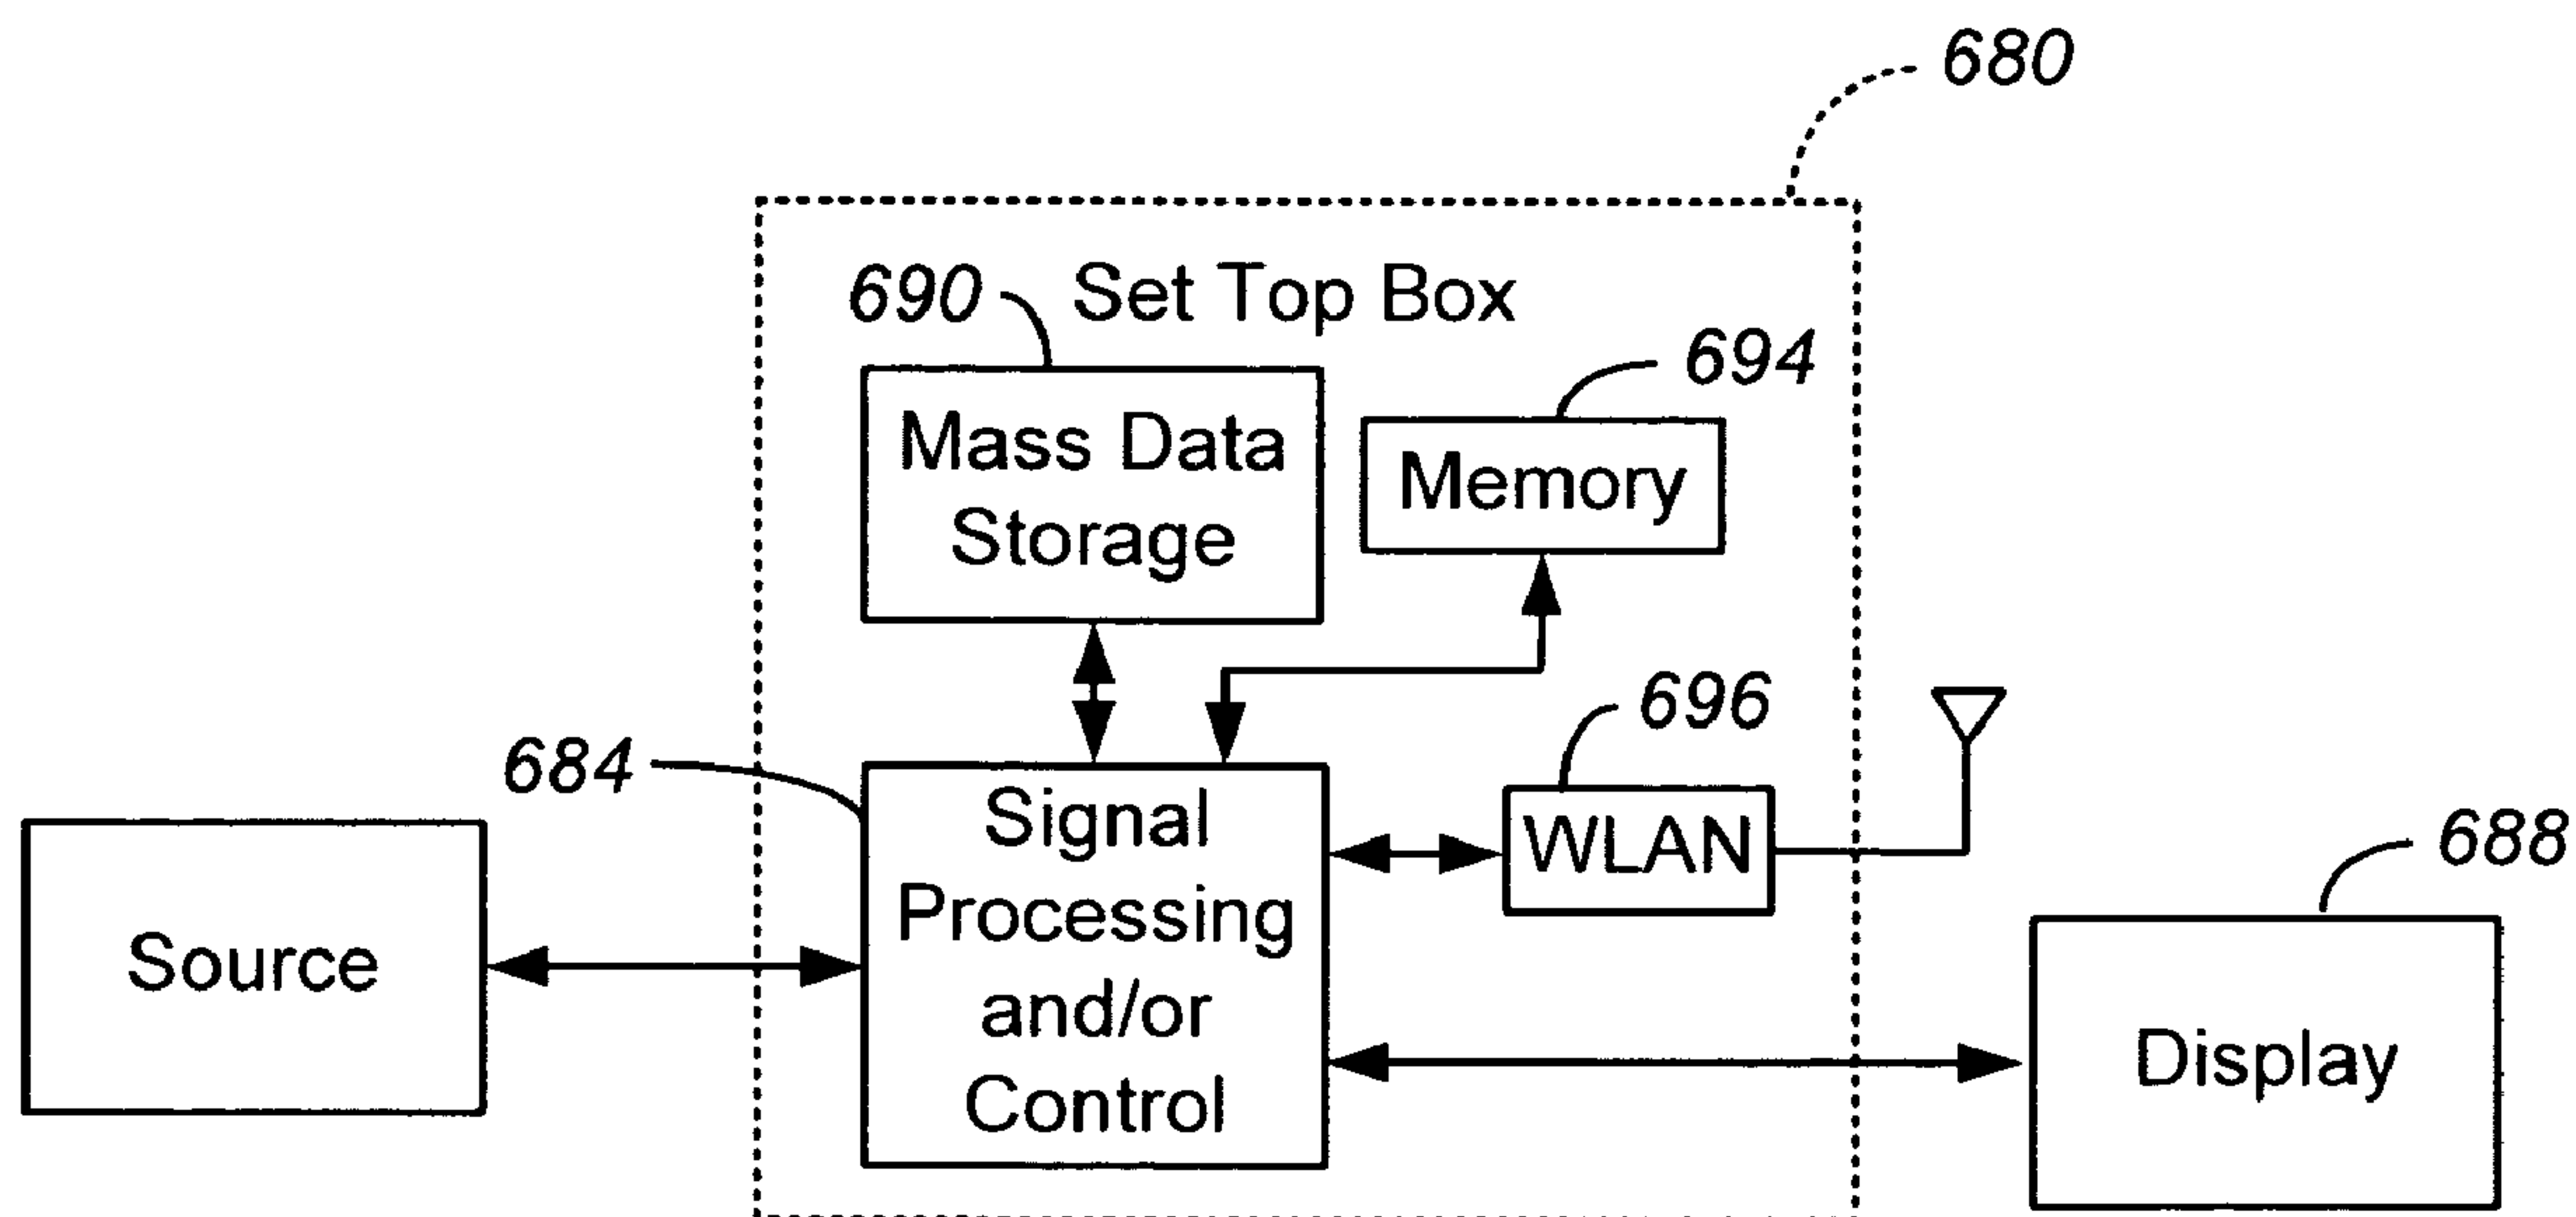 680
690
Set Top Box
694
Mass Data
Storage
Memory
696
684
Signal
Processing
and/or
Control
WLAN
688
Source
Display